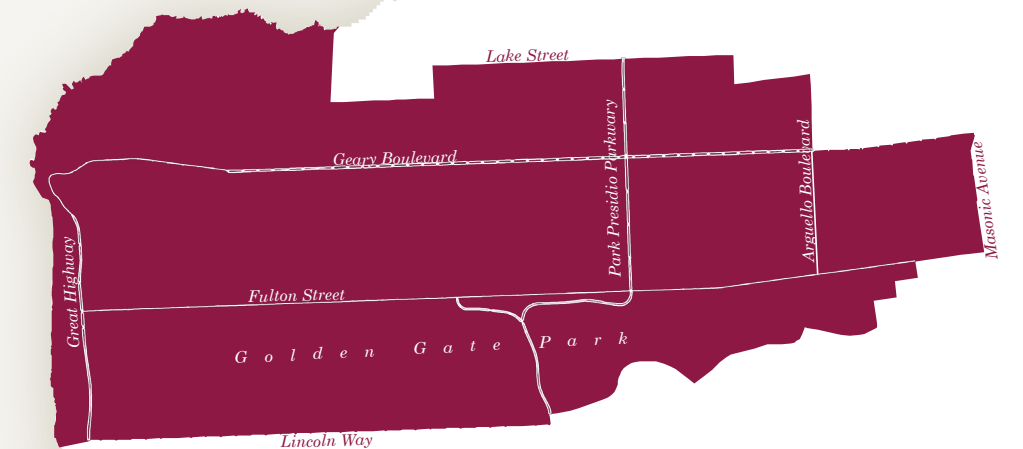 Lake Street
Geary Boulevard
Park Presidio Parkwary
Arguello Boulevard
Masonic Avenue
Great Highway
Fulton Street
Golden Gate Park
Lincoln Way